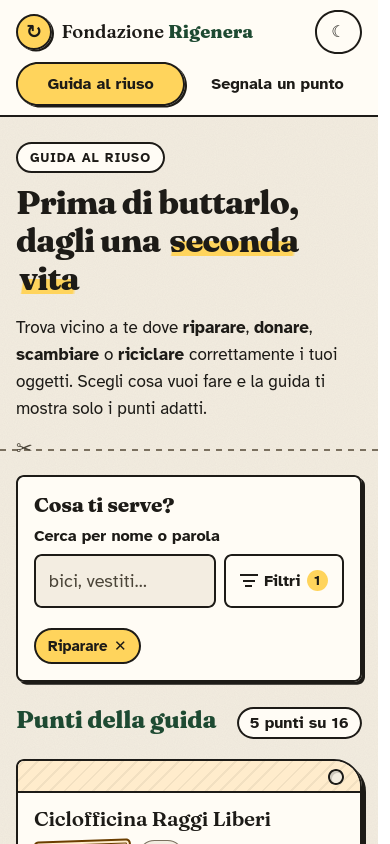 Fondazione Rigenera
Guida al riuso
Segnala un punto
GUIDA AL RIUSO
Prima di buttarlo,
dagli una seconda
vita
Trova vicino a te dove riparare, donare,
scambiare o riciclare correttamente i tuoi
oggetti. Scegli cosa vuoi fare e la guida ti
mostra solo i punti adatti.
Cosa ti serve?
Cerca per nome o parola
bici, vestiti...
Filtri 1
Riparare ✕
Punti della guida
5 punti su 16
Ciclofficina Raggi Liberi